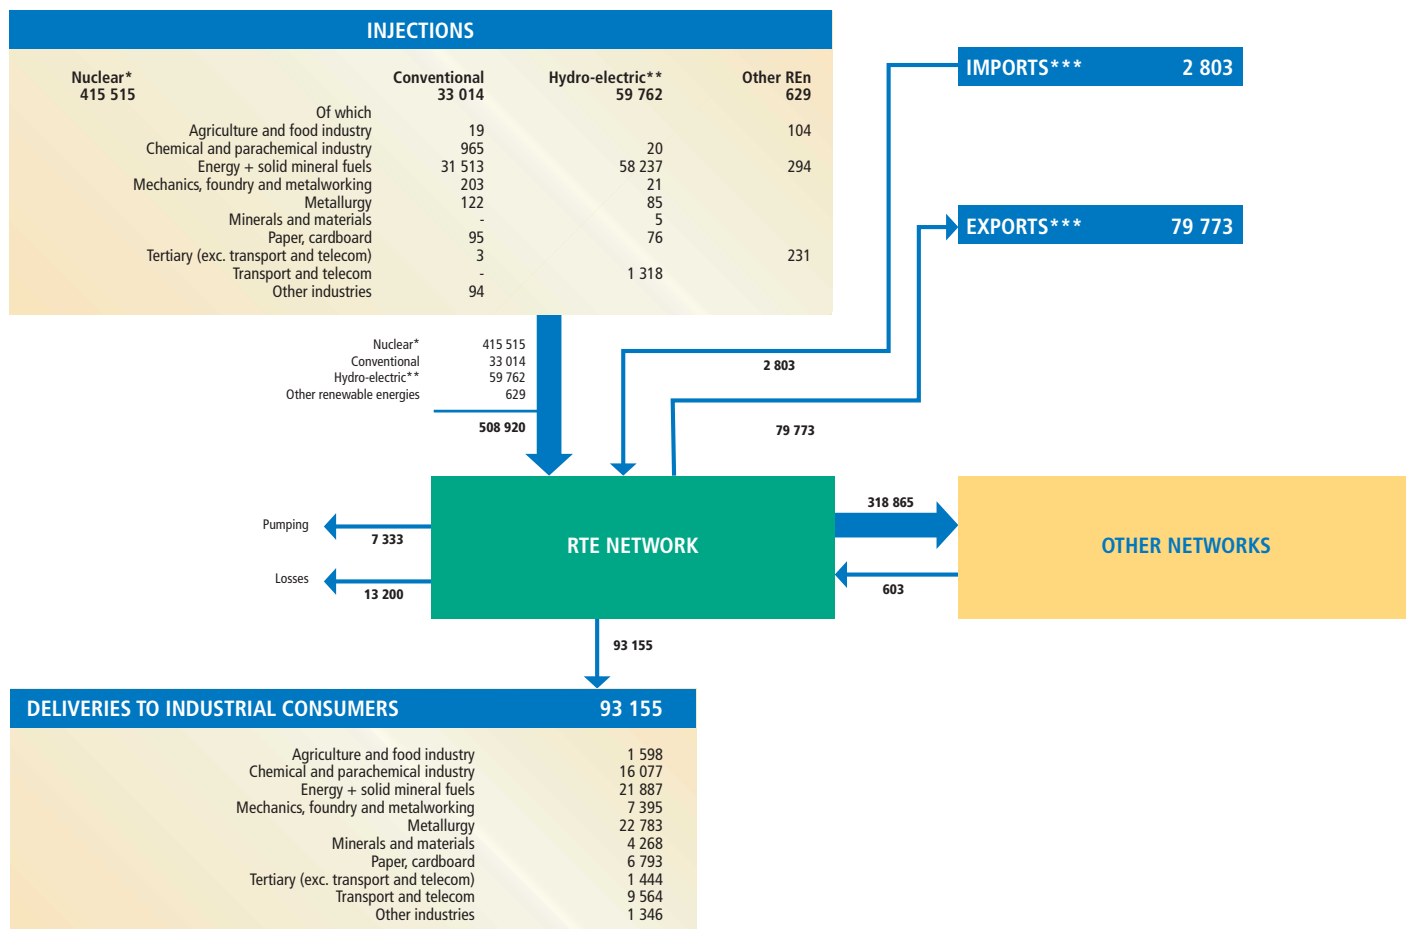 INJECTIONS
Nuclear* Conventional Hydro-electric** Other REn
415 515 33 014 59 762 629
Of which
Agriculture and food industry 19 104
Chemical and parachemical industry 965 20
Energy + solid mineral fuels 31 513 58 237 294
Mechanics, foundry and metalworking 203 21
Metallurgy 122 85
Minerals and materials - 5
Paper, cardboard 95 76
Tertiary (exc. transport and telecom) 3 231
Transport and telecom - 1 318
Other industries 94
IMPORTS*** 2 803
EXPORTS*** 79 773
Nuclear* 415 515
Conventional 33 014
Hydro-electric** 59 762
Other renewable energies 629
508 920
2 803
79 773
Pumping
7 333
Losses
13 200
RTE NETWORK
318 865
603
OTHER NETWORKS
93 155
DELIVERIES TO INDUSTRIAL CONSUMERS 93 155
Agriculture and food industry 1 598
Chemical and parachemical industry 16 077
Energy + solid mineral fuels 21 887
Mechanics, foundry and metalworking 7 395
Metallurgy 22 783
Minerals and materials 4 268
Paper, cardboard 6 793
Tertiary (exc. transport and telecom) 1 444
Transport and telecom 9 564
Other industries 1 346